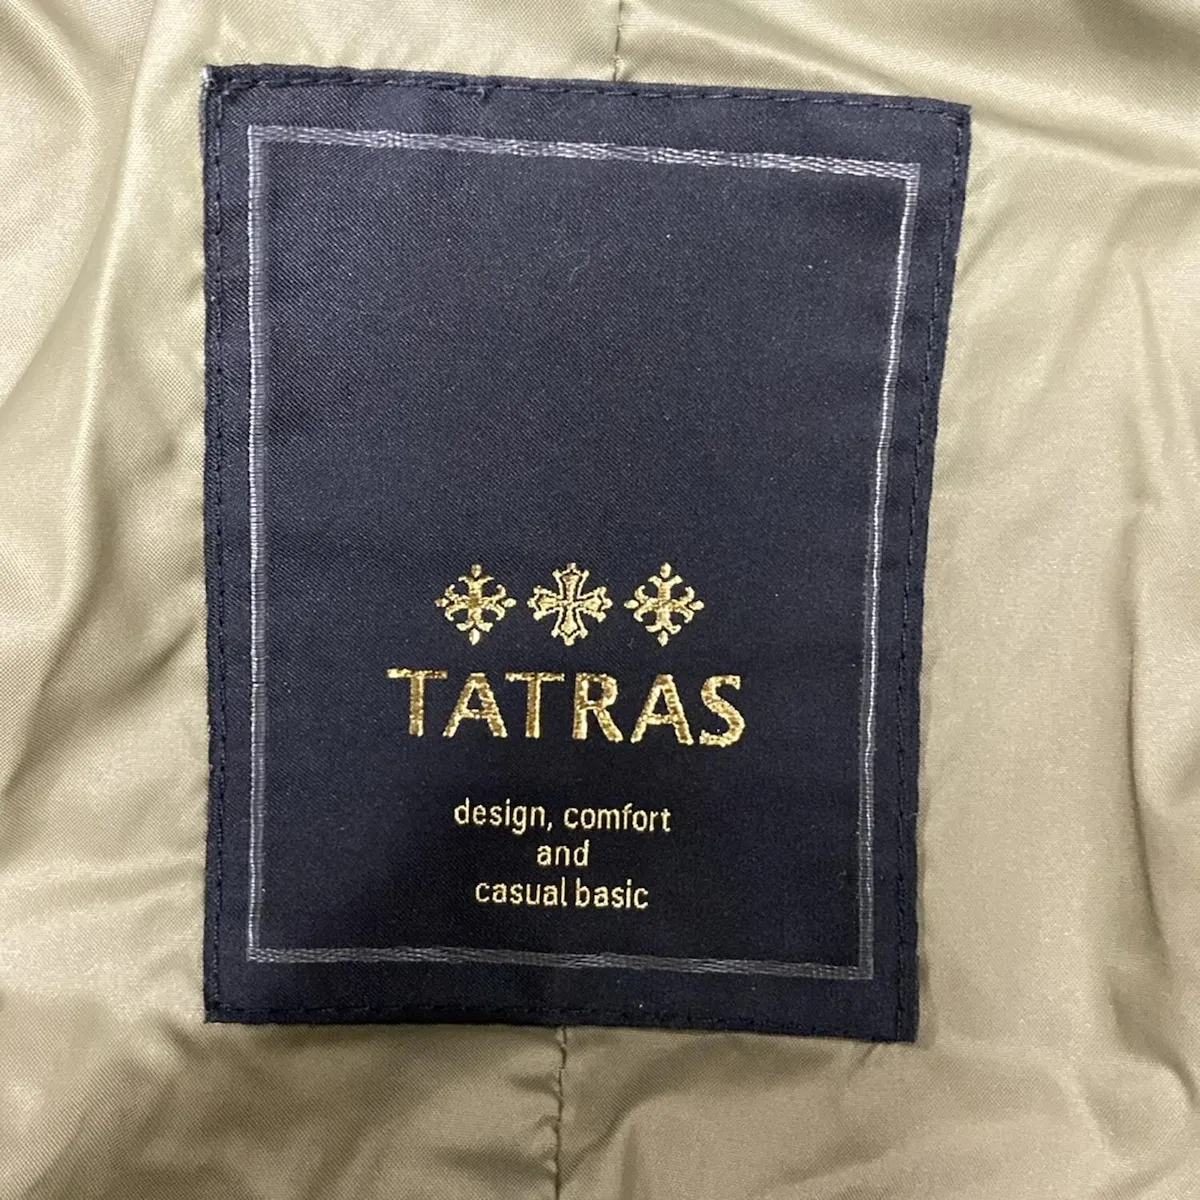 TATRAS
design, comfort
and
casual basic